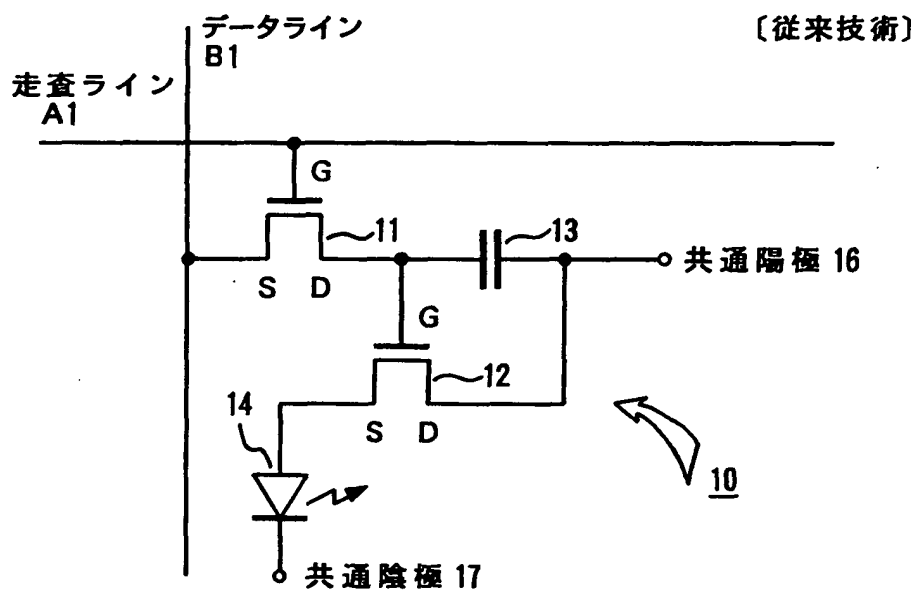 データライン
B1
〔従来技術〕
走査ライン
A1
G
11
13
S D
共通陽極 16
G
12
14
S D
10
共通陰極 17